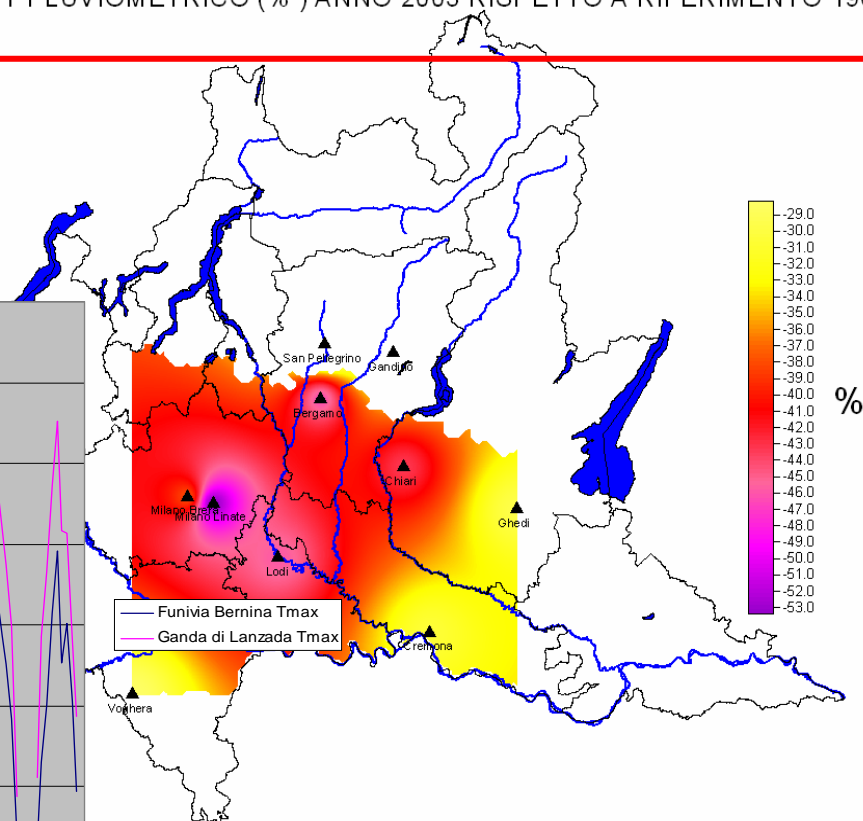 PLUVIOMETRICO (% ) ANNO 2003 RISPETTO A RIFERIMENTO
-29.0
-30.0
-31.0
-32.0
-33.0
-34.0
-35.0
-36.0
-37.0
-38.0
-39.0
-40.0
-41.0
-42.0
-43.0
-44.0
-45.0
-46.0
-47.0
-48.0
-49.0
-50.0
-51.0
-52.0
-53.0
%
San Pellegrino
Gandino
Bergamo
Chiari
Milano Brera
Milano Linate
Ghedi
Lodi
Funivia Bernina Tmax
Ganda di Lanzada Tmax
Cremona
Voghera